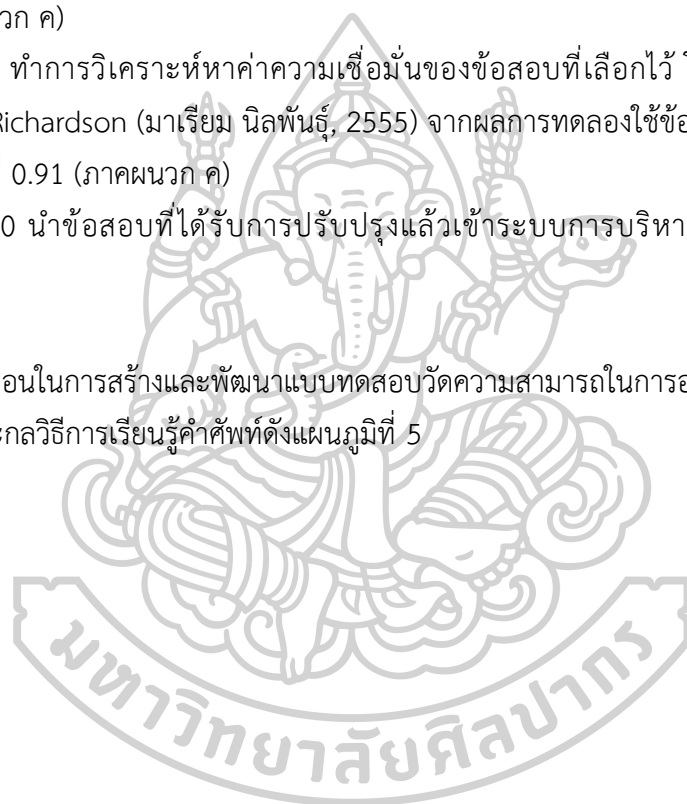 วก ค)
ทำการวิเคราะห์หาค่าความเชื่อมั่นของข้อสอบที่เลือกไว้
Richardson (มาเรียม นิลพันธุ์, 2555) จากผลการทดลองใช้ข้อ
0.91 (ภาคผนวก ค)
0 นำข้อสอบที่ได้รับการปรับปรุงแล้วเข้าระบบการบริหา
อนในการสร้างและพัฒนาแบบทดสอบวัดความสามารถในการอ
ะกลวิธีการเรียนรู้คำศัพท์ดังแผนภูมิที่ 5
มหาวิทยาลัยศิลปากร